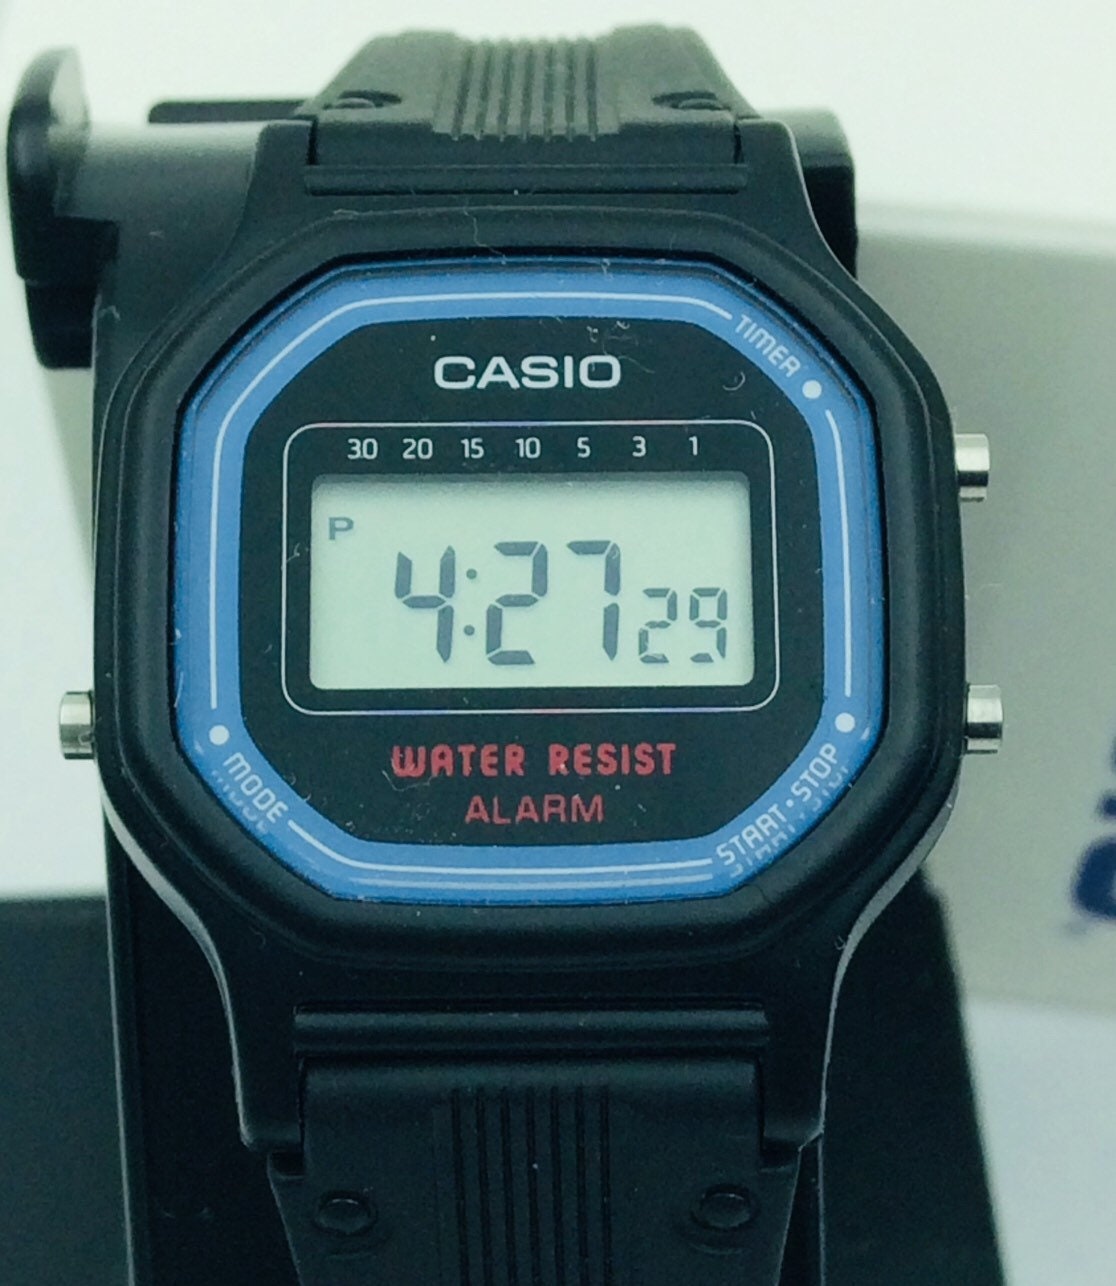 TIMER
CASIO
30 20 15 10 5 3 1
P
4:27 29
WATER RESIST
ALARM
MODE
START·STOP